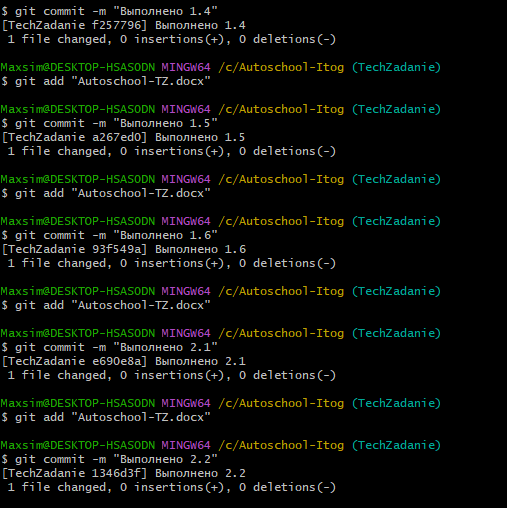 $ git commit -m "Выполнено 1.4"
[TechZadanie f257796] Выполнено 1.4
 1 file changed, 0 insertions(+), 0 deletions(-)
Maxsim@DESKTOP-HSASODN MINGW64 /c/Autoschool-Itog (TechZadanie)
$ git add "Autoschool-TZ.docx"
Maxsim@DESKTOP-HSASODN MINGW64 /c/Autoschool-Itog (TechZadanie)
$ git commit -m "Выполнено 1.5"
[TechZadanie a267ed0] Выполнено 1.5
 1 file changed, 0 insertions(+), 0 deletions(-)
Maxsim@DESKTOP-HSASODN MINGW64 /c/Autoschool-Itog (TechZadanie)
$ git add "Autoschool-TZ.docx"
Maxsim@DESKTOP-HSASODN MINGW64 /c/Autoschool-Itog (TechZadanie)
$ git commit -m "Выполнено 1.6"
[TechZadanie 93f549a] Выполнено 1.6
 1 file changed, 0 insertions(+), 0 deletions(-)
Maxsim@DESKTOP-HSASODN MINGW64 /c/Autoschool-Itog (TechZadanie)
$ git add "Autoschool-TZ.docx"
Maxsim@DESKTOP-HSASODN MINGW64 /c/Autoschool-Itog (TechZadanie)
$ git commit -m "Выполнено 2.1"
[TechZadanie e690e8a] Выполнено 2.1
 1 file changed, 0 insertions(+), 0 deletions(-)
Maxsim@DESKTOP-HSASODN MINGW64 /c/Autoschool-Itog (TechZadanie)
$ git add "Autoschool-TZ.docx"
Maxsim@DESKTOP-HSASODN MINGW64 /c/Autoschool-Itog (TechZadanie)
$ git commit -m "Выполнено 2.2"
[TechZadanie 1346d3f] Выполнено 2.2
 1 file changed, 0 insertions(+), 0 deletions(-)